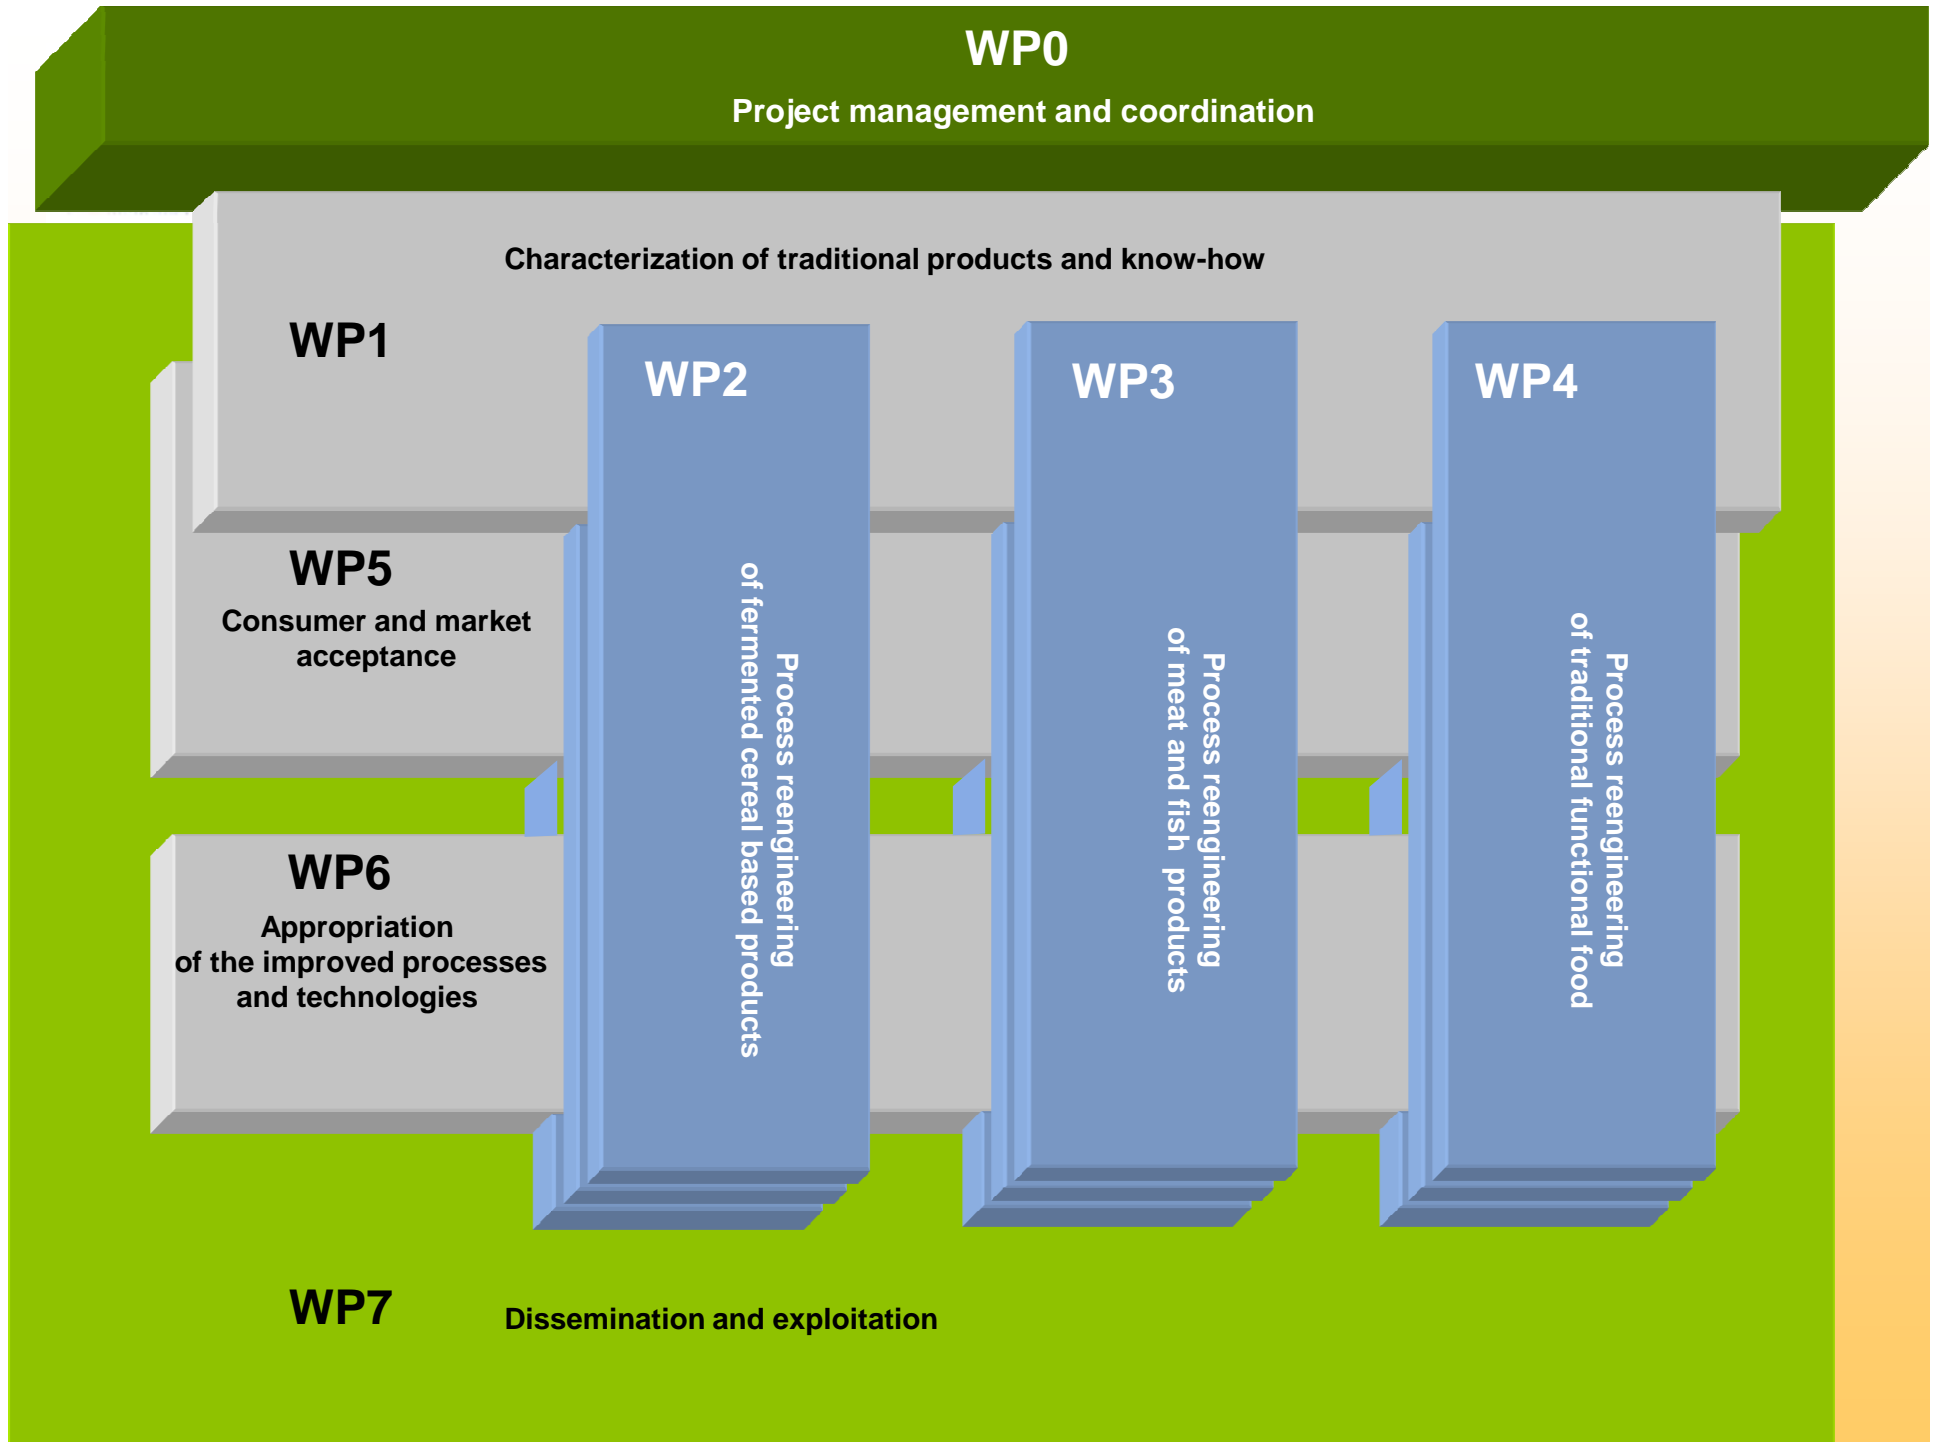 WP0
Project management and coordination
Characterization of traditional products and know-how
WP1
WP2
Process reengineering
of fermented cereal based products
WP3
Process reengineering
of meat and fish products
WP4
Process reengineering
of traditional functional food
WP5
Consumer and market
acceptance
WP6
Appropriation
of the improved processes
and technologies
WP7
Dissemination and exploitation